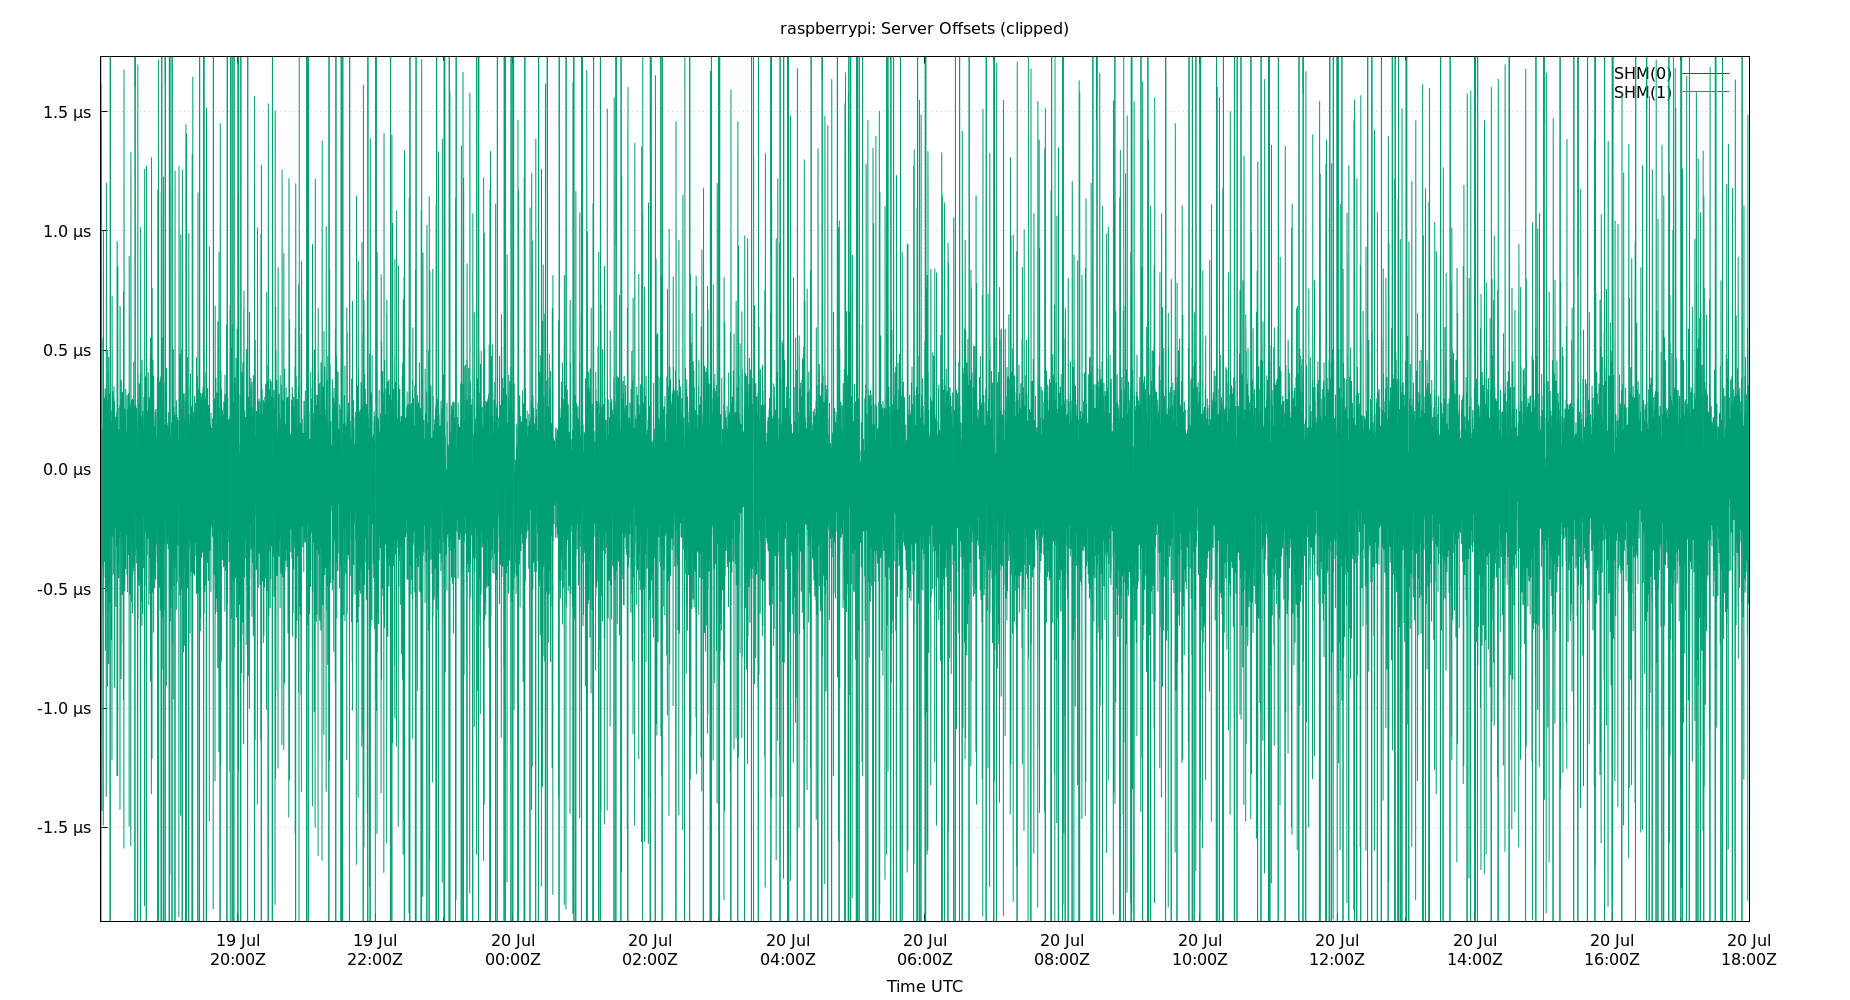 raspberrypi: Server Offsets (clipped)
SHM(0)
SHM(1)
1.5 µs
1.0 µs
0.5 µs
0.0 µs
-0.5 µs
-1.0 µs
-1.5 µs
19 Jul 19 Jul 20 Jul 20 Jul 20 Jul 20 Jul 20 Jul 20 Jul 20 Jul 20 Jul 20 Jul 20 Jul
20:00Z 22:00Z 00:00Z 02:00Z 04:00Z 06:00Z 08:00Z 10:00Z 12:00Z 14:00Z 16:00Z 18:00Z
Time UTC